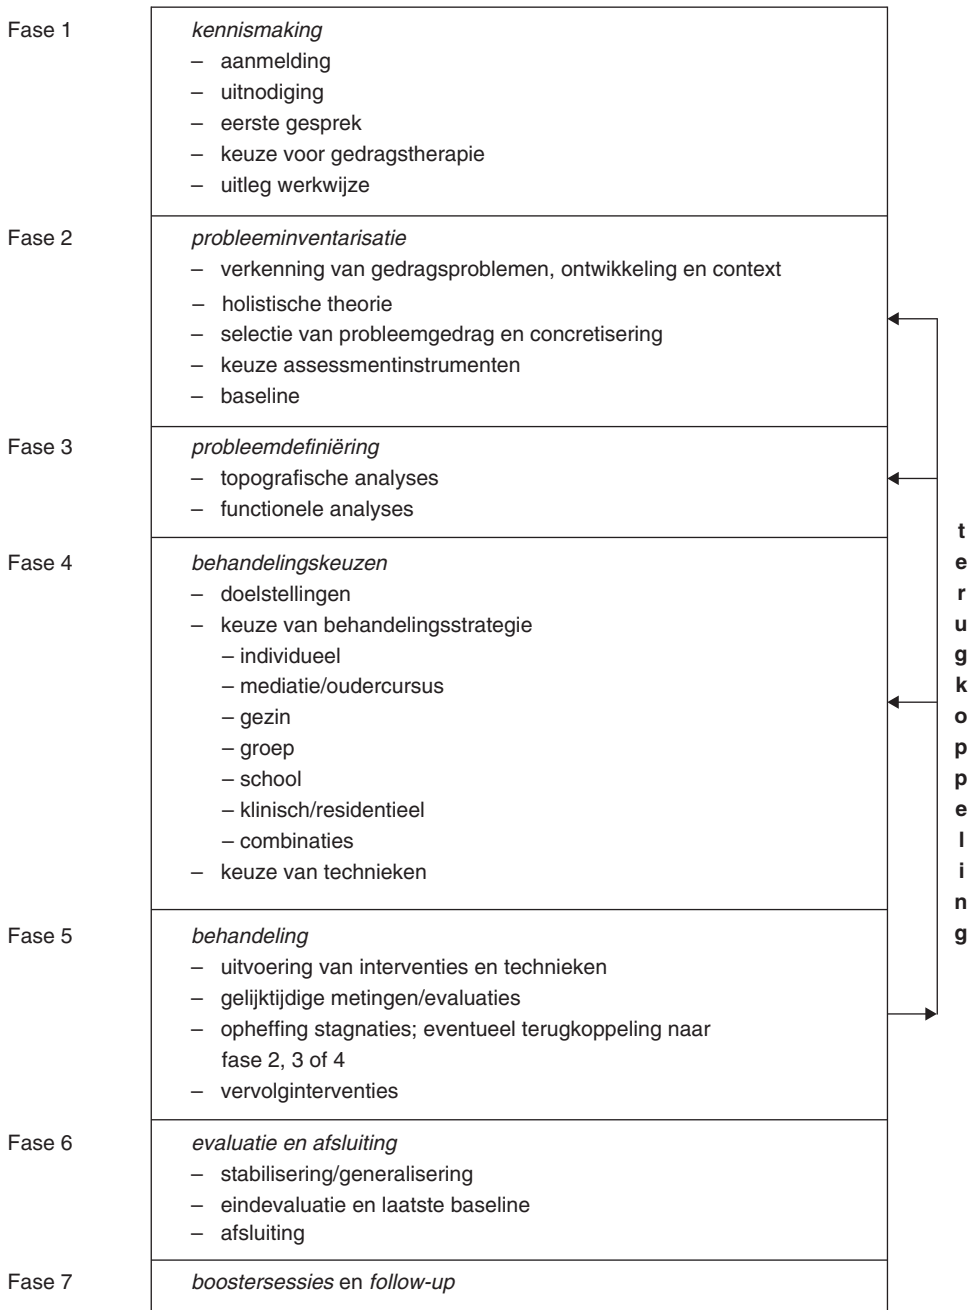 Fase 1
kennismaking
– aanmelding
– uitnodiging
– eerste gesprek
– keuze voor gedragstherapie
– uitleg werkwijze
Fase 2
probleeminventarisatie
– verkenning van gedragsproblemen, ontwikkeling en context
– holistische theorie
– selectie van probleemgedrag en concretisering
– keuze assessmentinstrumenten
– baseline
Fase 3
probleemdefiniëring
– topografische analyses
– functionele analyses
Fase 4
behandelingskeuzen
– doelstellingen
– keuze van behandelingsstrategie
– individueel
– mediatie/oudercursus
– gezin
– groep
– school
– klinisch/residentieel
– combinaties
– keuze van technieken
Fase 5
behandeling
– uitvoering van interventies en technieken
– gelijktijdige metingen/evaluaties
– opheffing stagnaties; eventueel terugkoppeling naar
fase 2, 3 of 4
– vervolginterventies
Fase 6
evaluatie en afsluiting
– stabilisering/generalisering
– eindevaluatie en laatste baseline
– afsluiting
Fase 7
boostersessies en follow-up
terugkoppeling